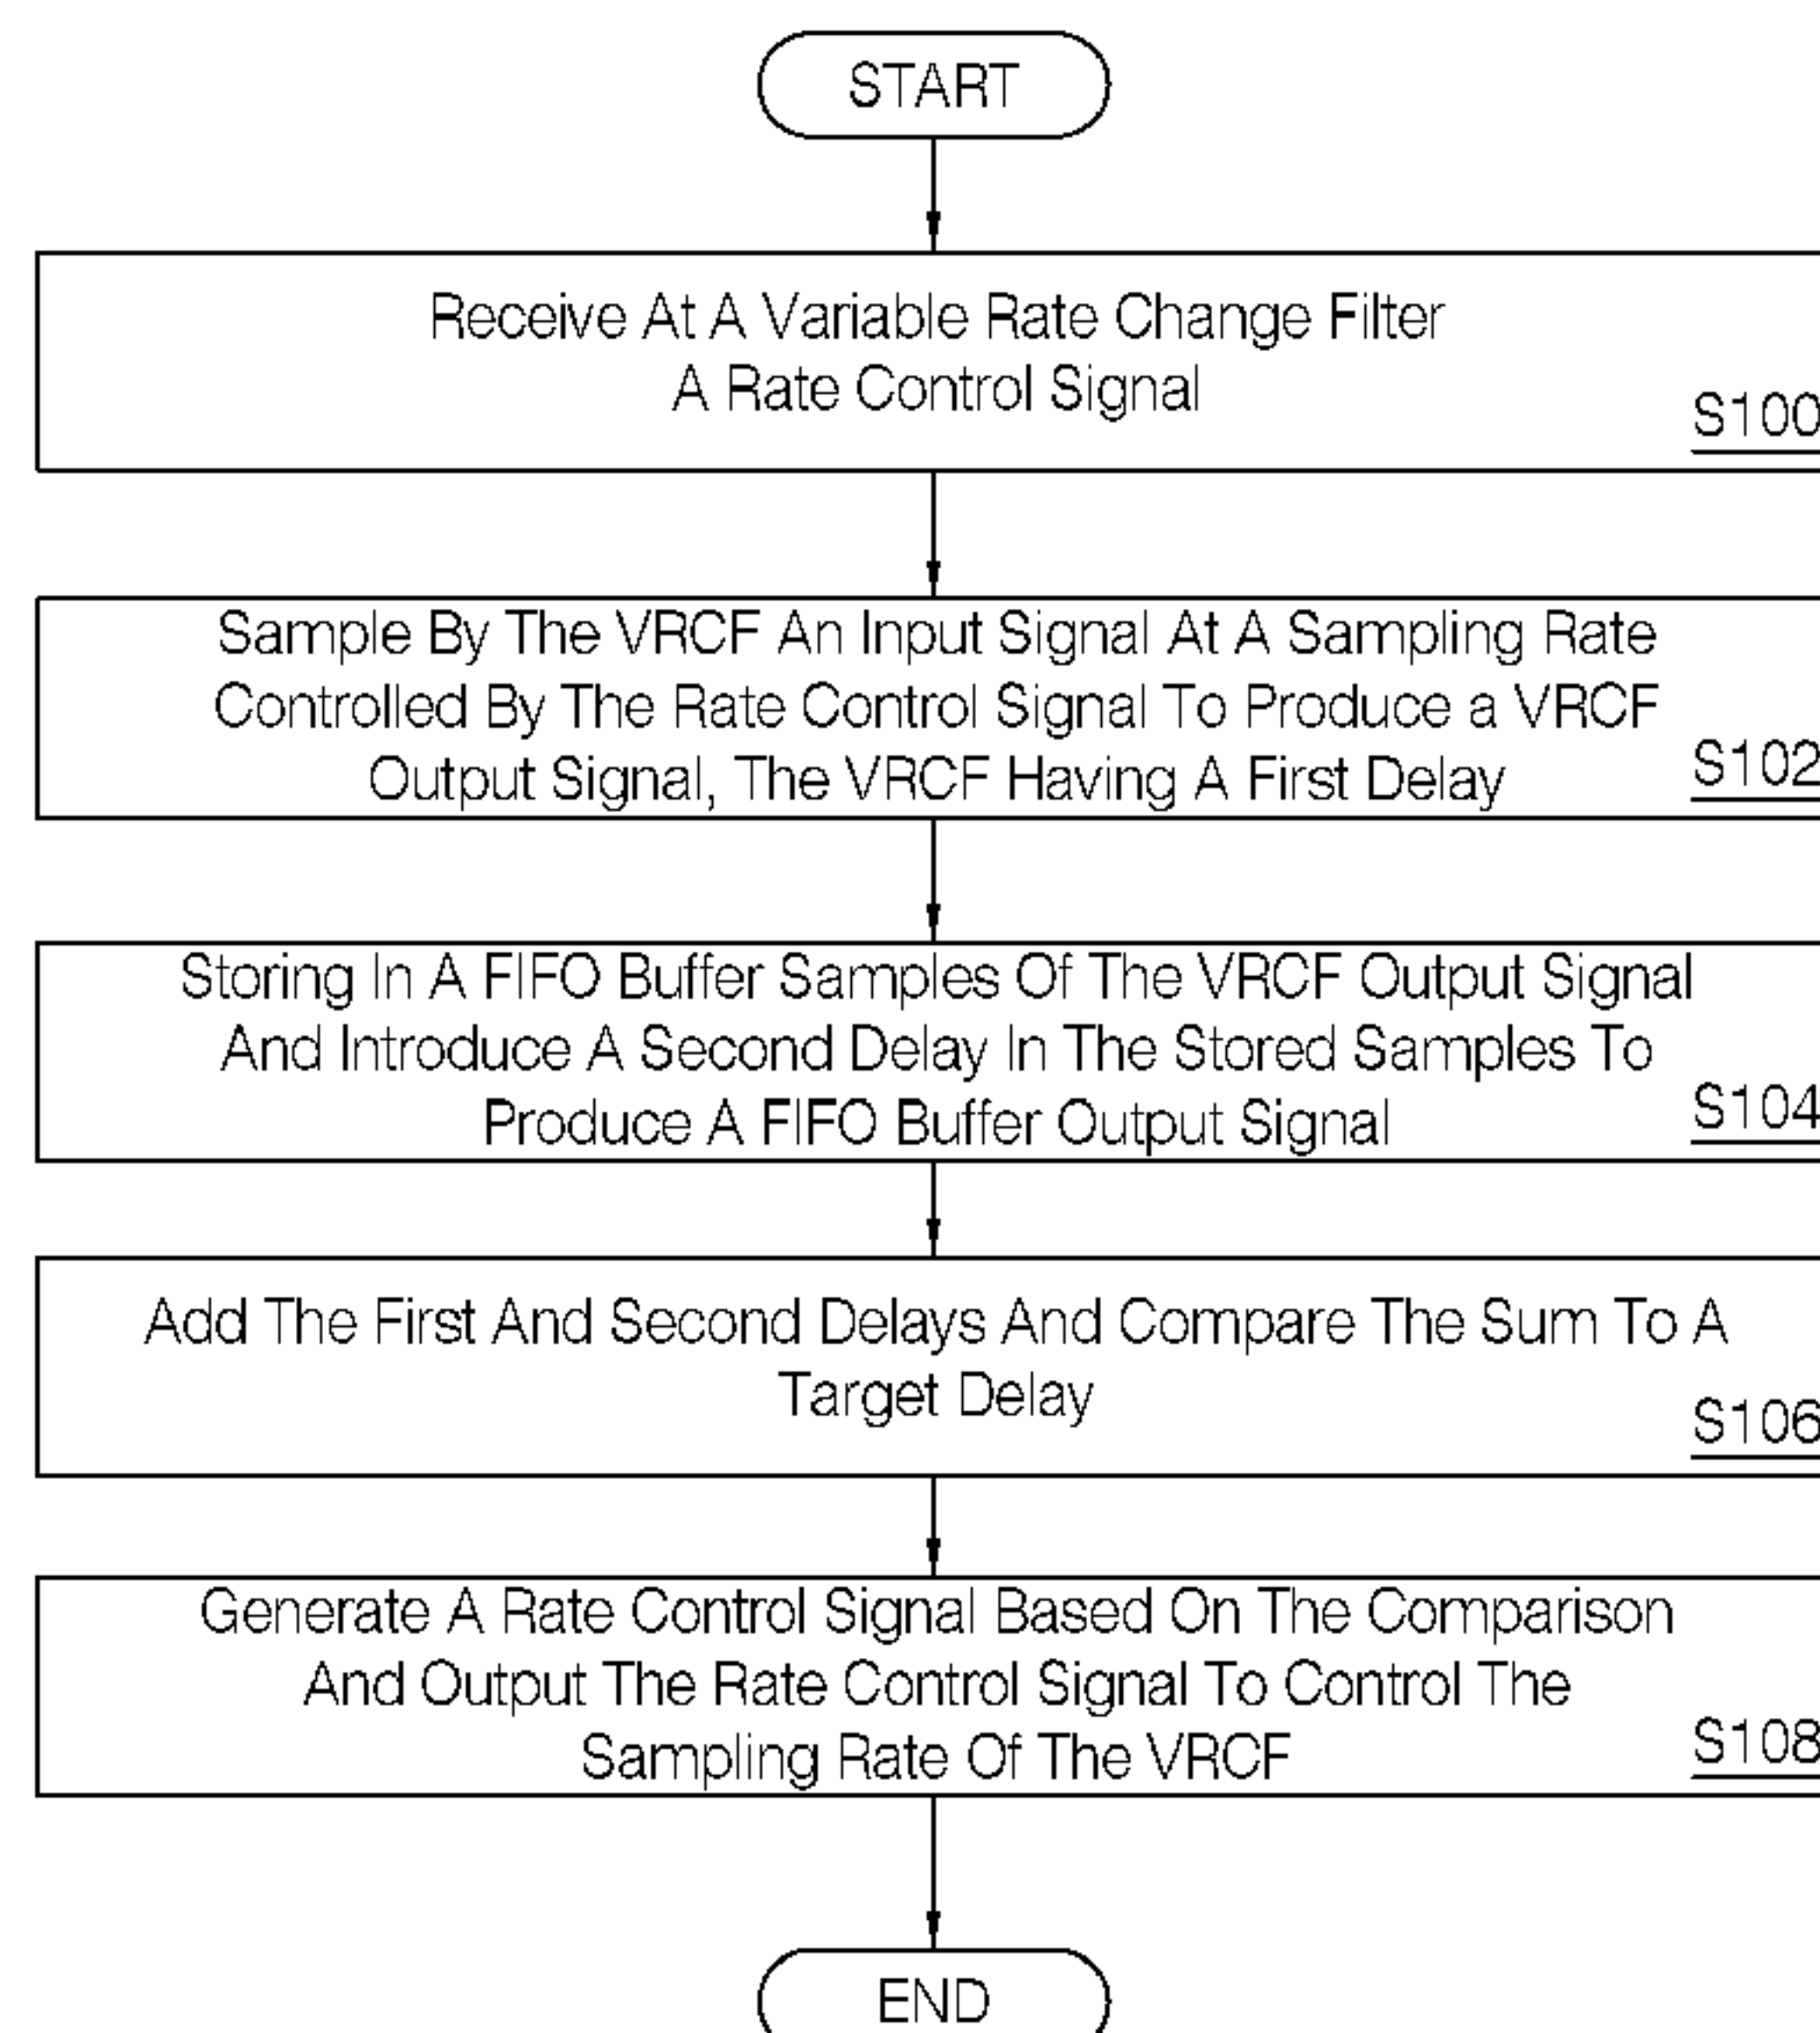 START
Receive At A Variable Rate Change Filter
A Rate Control Signal
S100
Sample By The VRCF An Input Signal At A Sampling Rate
Controlled By The Rate Control Signal To Produce a VRCF
Output Signal, The VRCF Having A First Delay
S102
Storing In A FIFO Buffer Samples Of The VRCF Output Signal
And Introduce A Second Delay In The Stored Samples To
Produce A FIFO Buffer Output Signal
S104
Add The First And Second Delays And Compare The Sum To A
Target Delay
S106
Generate A Rate Control Signal Based On The Comparison
And Output The Rate Control Signal To Control The
Sampling Rate Of The VRCF
S108
END